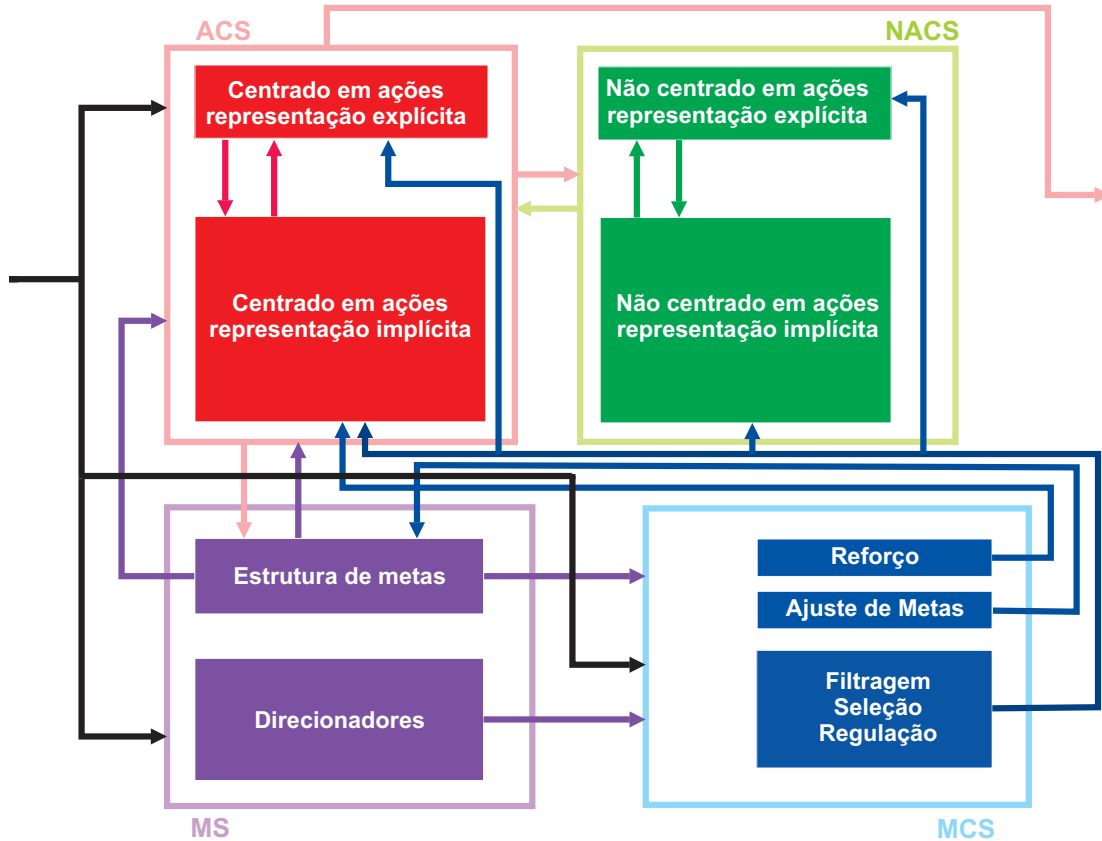 ACS
NACS
Centrado em ações
representação explícita
Não centrado em ações
representação explícita
Centrado em ações
representação implícita
Não centrado em ações
representação implícita
Estrutura de metas
Direcionadores
Reforço
Ajuste de Metas
Filtragem
Seleção
Regulação
MS
MCS